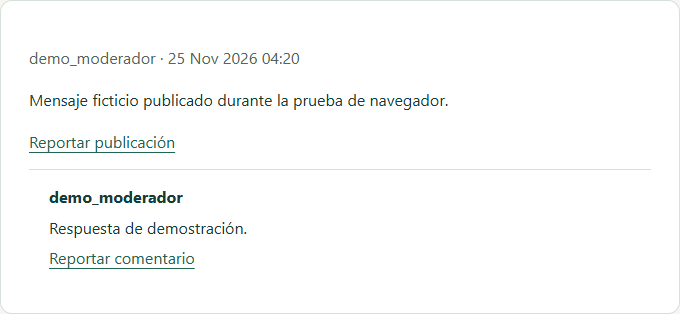 demo_moderador · 25 Nov 2026 04:20
Mensaje ficticio publicado durante la prueba de navegador.
Reportar publicación
demo_moderador
Respuesta de demostración.
Reportar comentario